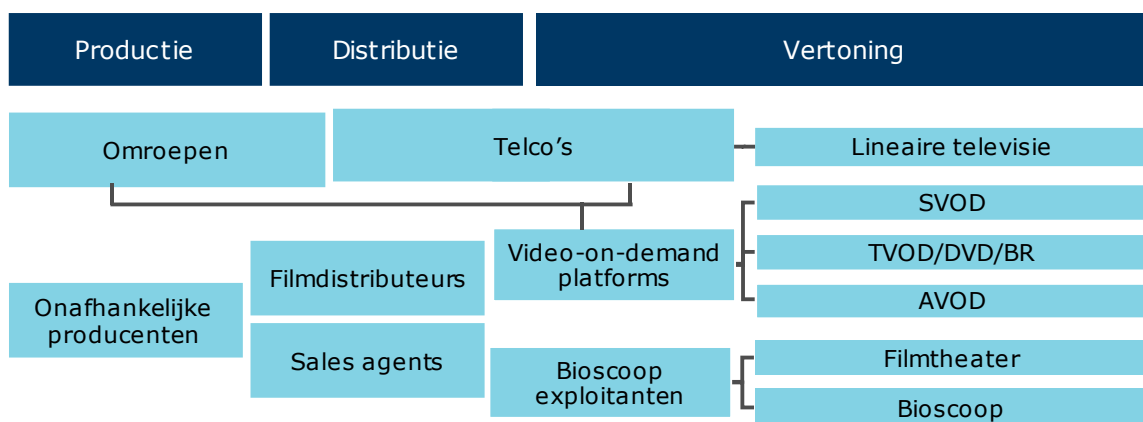 Productie
Distributie
Vertoning
Omroepen
Telco's
Lineaire televisie
SVOD
Video-on-demand
platforms
TVOD/DVD/BR
Filmdistributeurs
AVOD
Onafhankelijke
producenten
Sales agents
Bioscoop
exploitanten
Filmtheater
Bioscoop